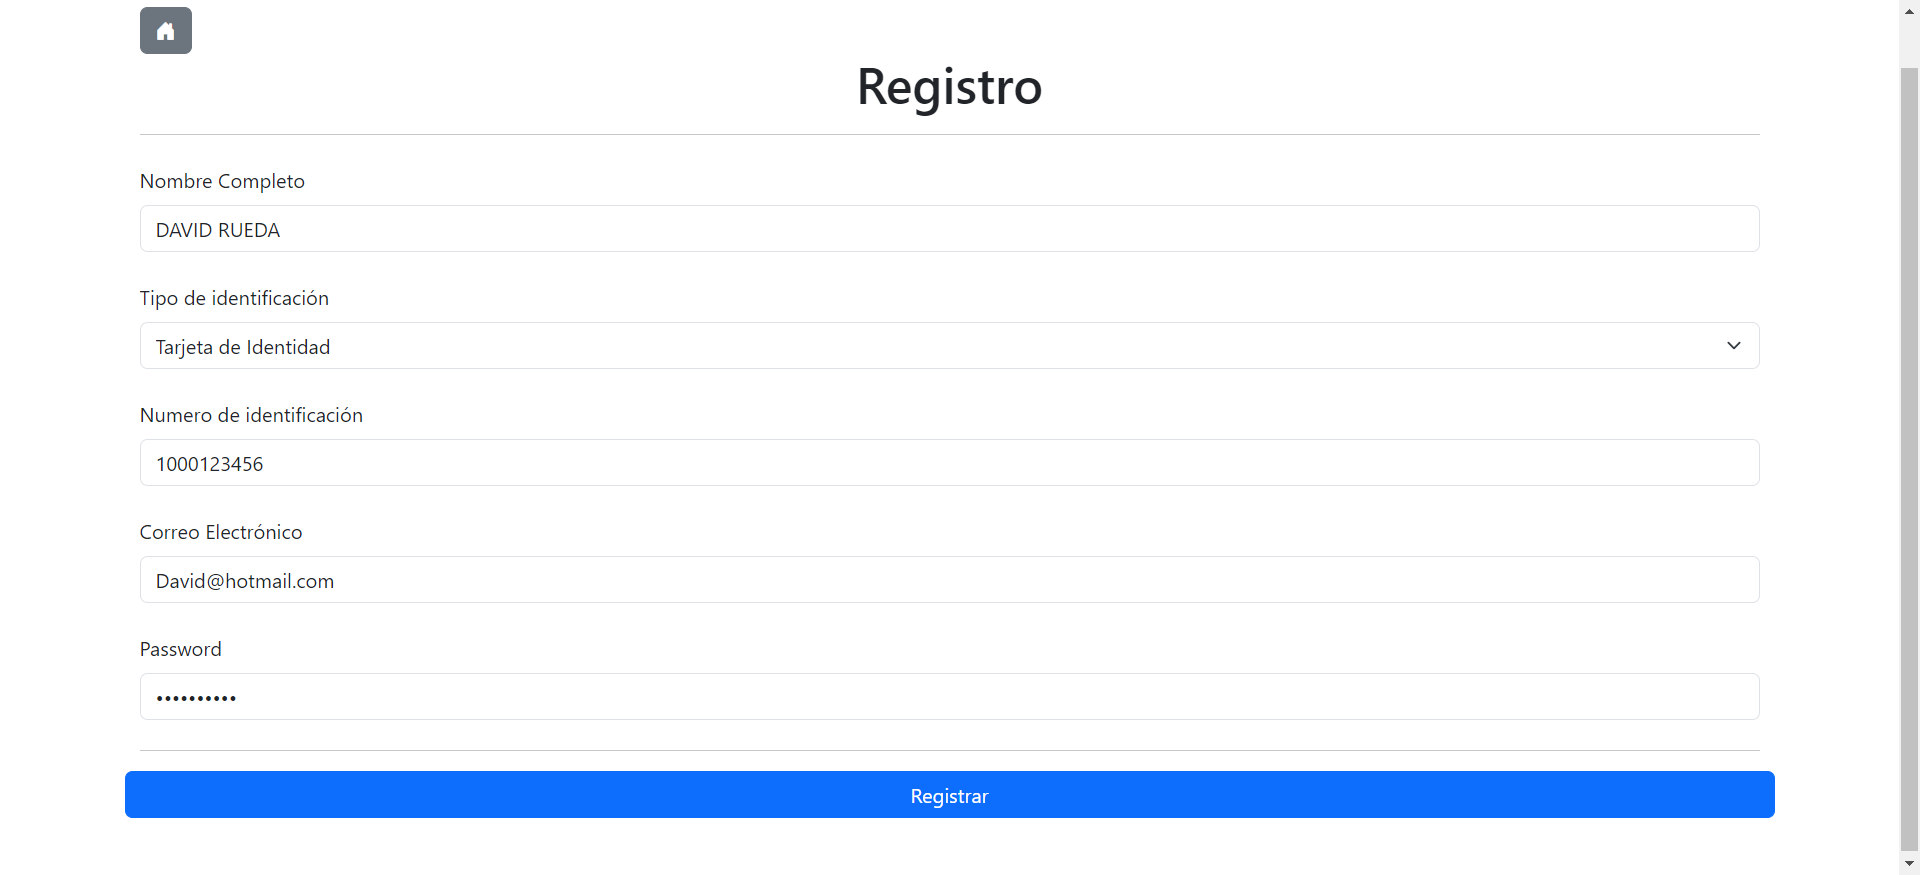 Registro
Nombre Completo
DAVID RUEDA
Tipo de identificación
Tarjeta de Identidad
Numero de identificación
1000123456
Correo Electrónico
David@hotmail.com
Password
••••••••••
Registrar